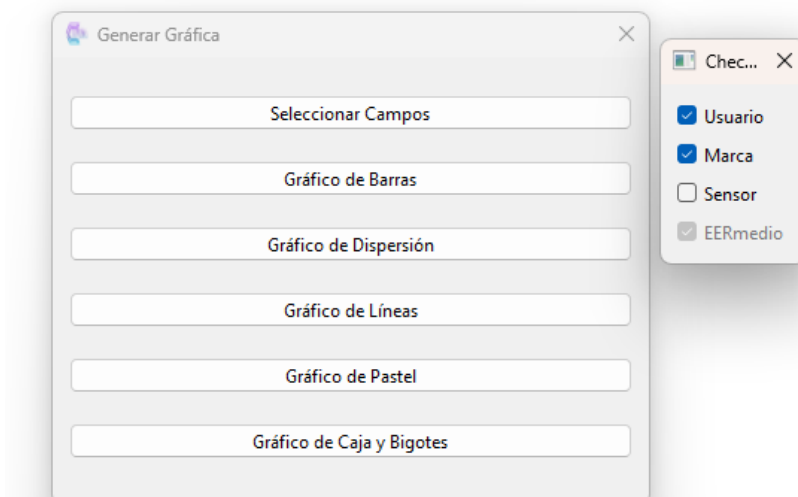 Generar Gráfica
Seleccionar Campos
Gráfico de Barras
Gráfico de Dispersión
Gráfico de Líneas
Gráfico de Pastel
Gráfico de Caja y Bigotes
Chec...
Usuario
Marca
Sensor
EERmedio